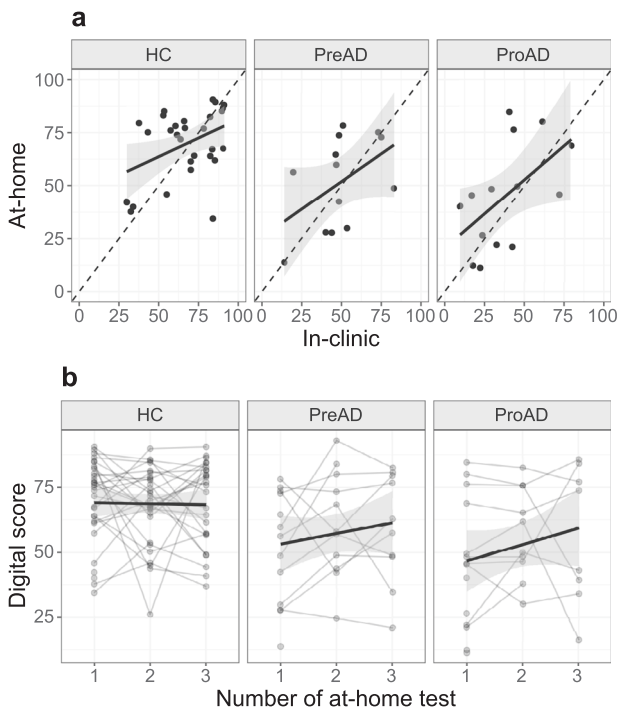 a
HC PreAD ProAD
100
75
50
25
0
At-home
0 25 50 75 100 0 25 50 75 100 0 25 50 75 100
In-clinic
b
HC PreAD ProAD
75
50
25
Digital score
1 2 3 1 2 3 1 2 3
Number of at-home test